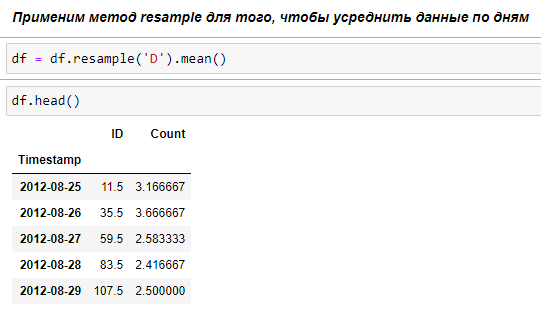 Применим метод resample для того, чтобы усреднить данные по дням
df = df.resample('D').mean()
df.head()
ID Count
Timestamp
2012-08-25 11.5 3.166667
2012-08-26 35.5 3.666667
2012-08-27 59.5 2.583333
2012-08-28 83.5 2.416667
2012-08-29 107.5 2.500000